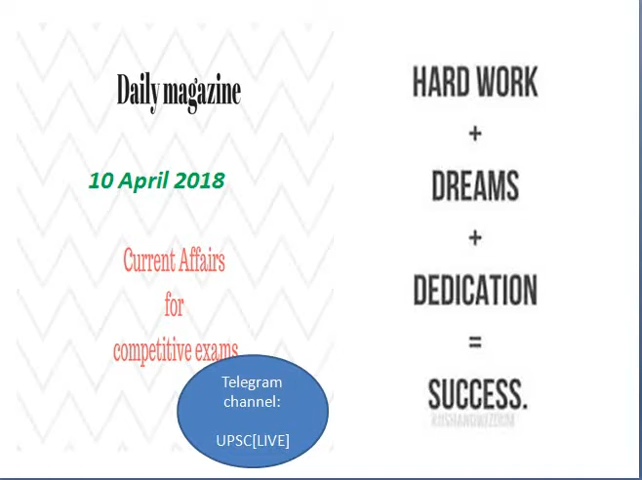 Daily magazine
10 April 2018
Current Affairs
for
competitive exams
Telegram
channel:
UPSC[LIVE]
HARD WORK
+
DREAMS
+
DEDICATION
=
SUCCESS.